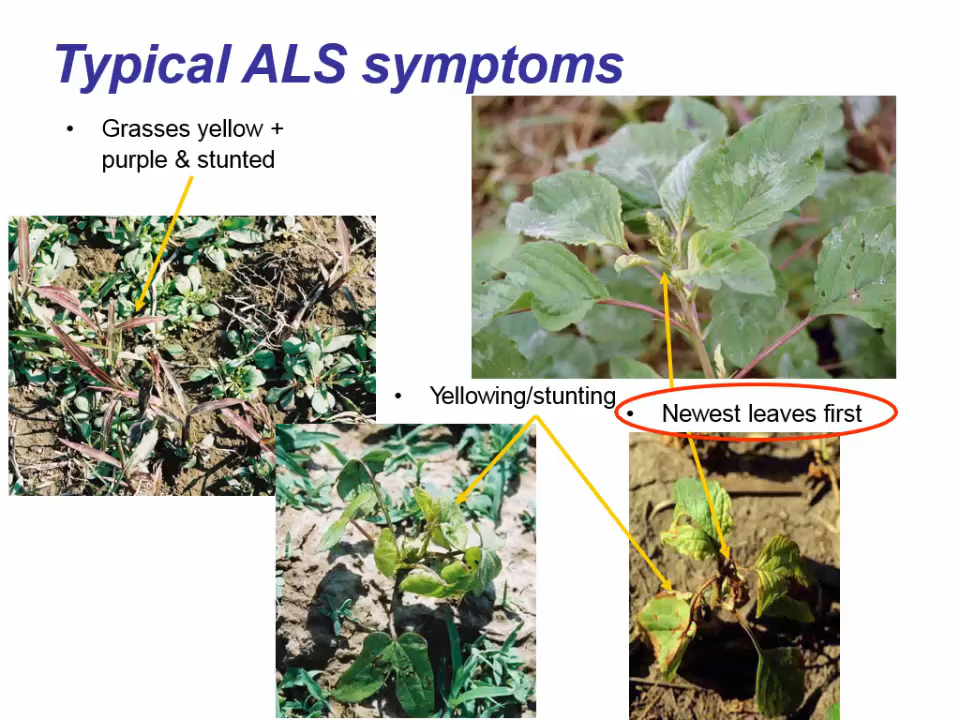 Typical ALS symptoms
• Grasses yellow +
purple & stunted
• Yellowing/stunting
• Newest leaves first